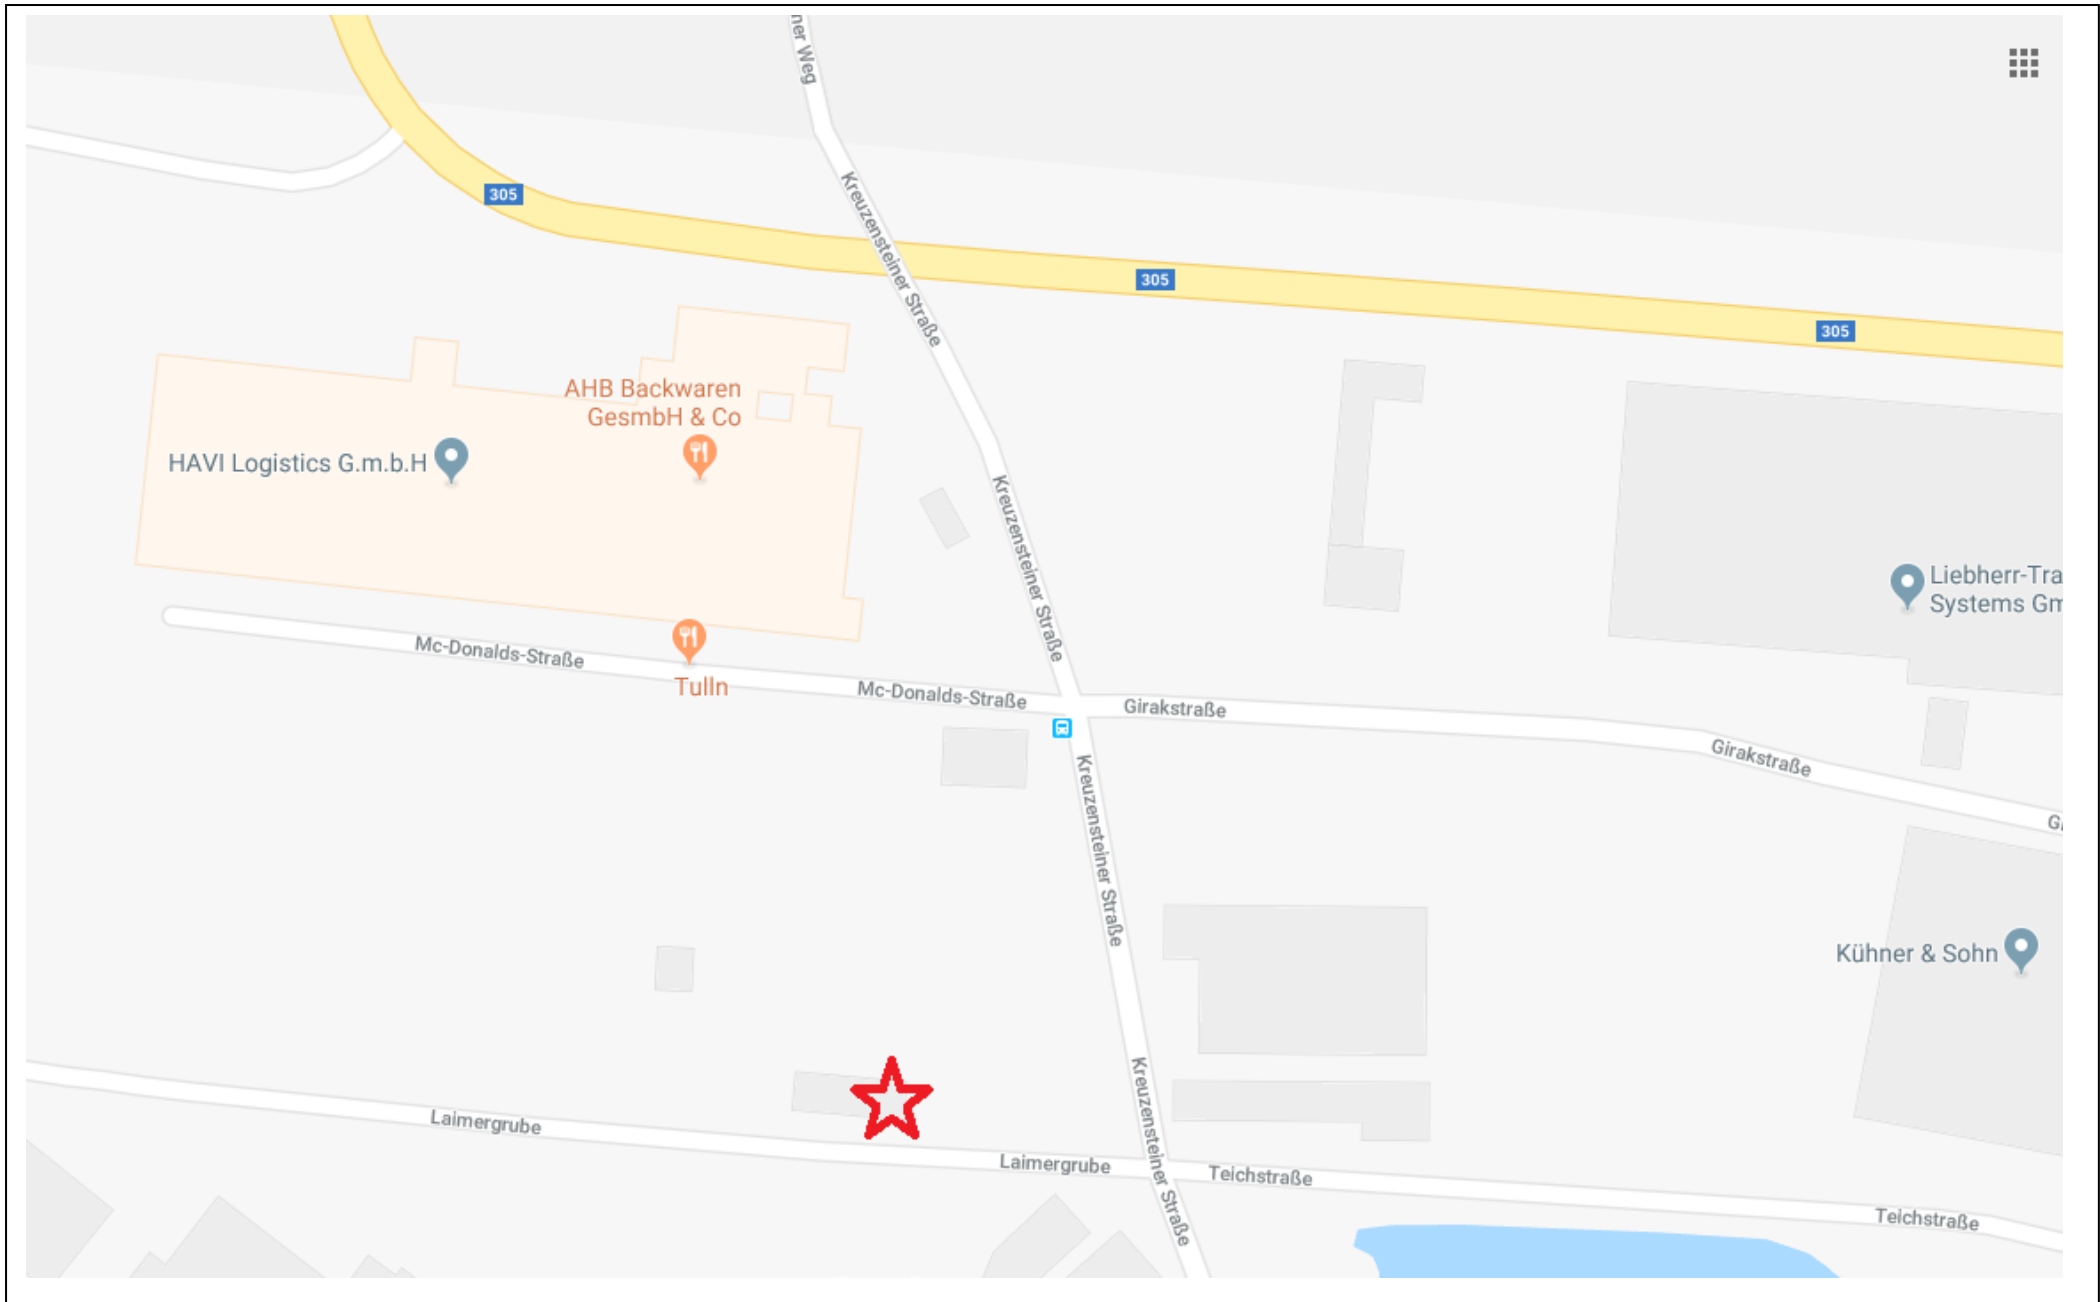 ner Weg
305
Kreuzensteiner Straße
305
305
AHB Backwaren
GesmbH & Co
HAVI Logistics G.m.b.H
Kreuzensteiner Straße
Liebherr-Tra
Systems Gm
Mc-Donalds-Straße
Tulln
Mc-Donalds-Straße
Girakstraße
Girakstraße
Kreuzensteiner Straße
Gi
Kühner & Sohn
Kreuzensteiner Straße
Laimergrube
Laimergrube
Teichstraße
Teichstraße